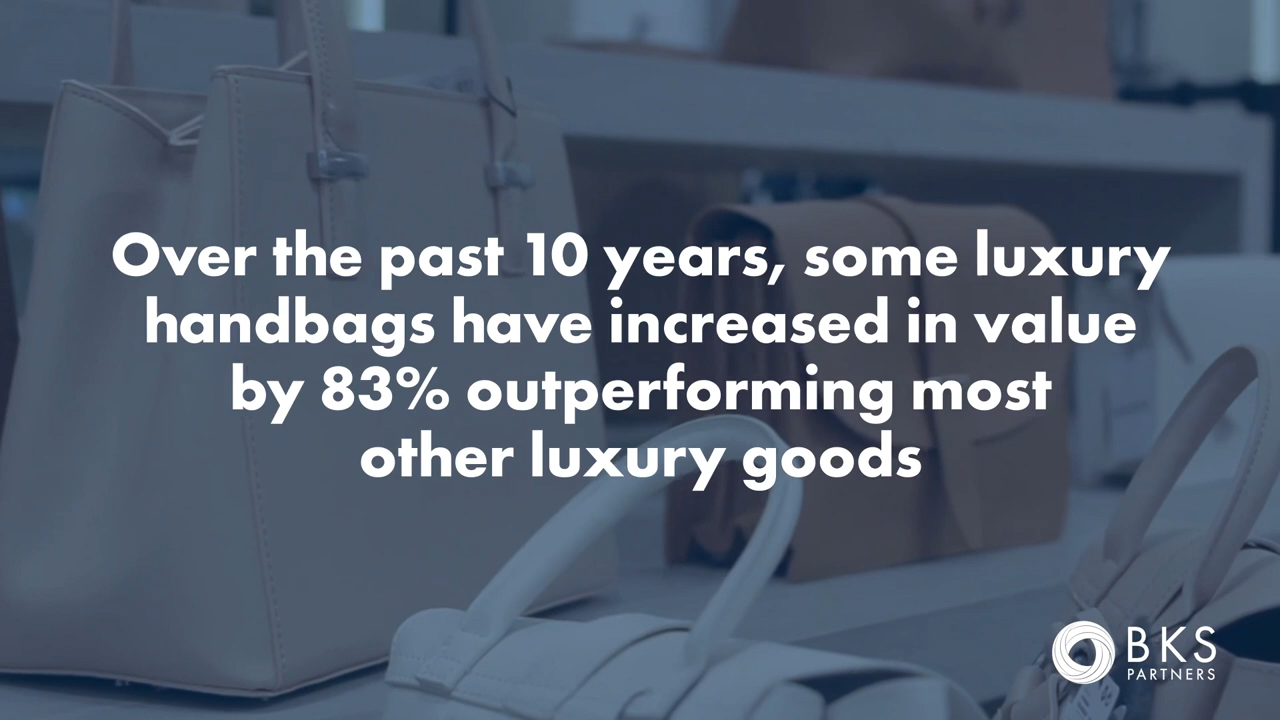 Over the past 10 years, some luxury
handbags have increased in value
by 83% outperforming most
other luxury goods
BKS
PARTNERS